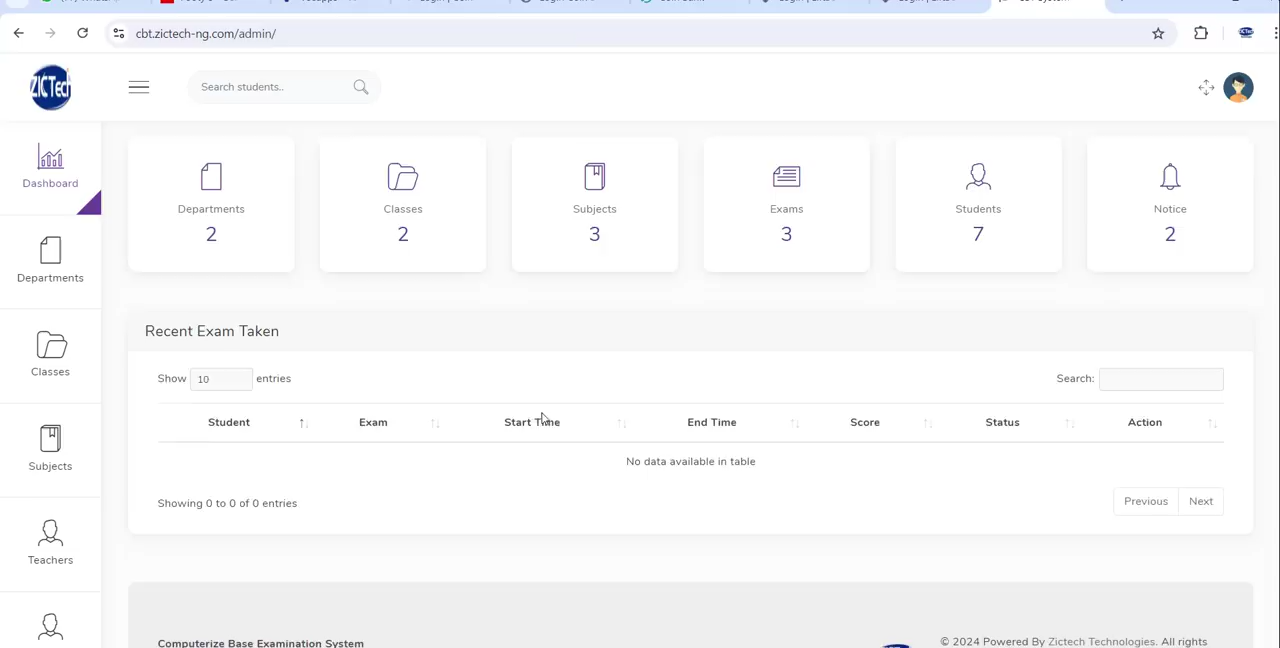 cbt.zictech-ng.com/admin/
ZICTech
Search students..
Dashboard
Departments
Classes
Subjects
Teachers
Departments
2
Classes
2
Subjects
3
Exams
3
Students
7
Notice
2
Recent Exam Taken
Show 10 entries
Search:
Student Exam Start Time End Time Score Status Action
No data available in table
Showing 0 to 0 of 0 entries
Previous Next
Computerize Base Examination System
© 2024 Powered By Zictech Technologies. All rights